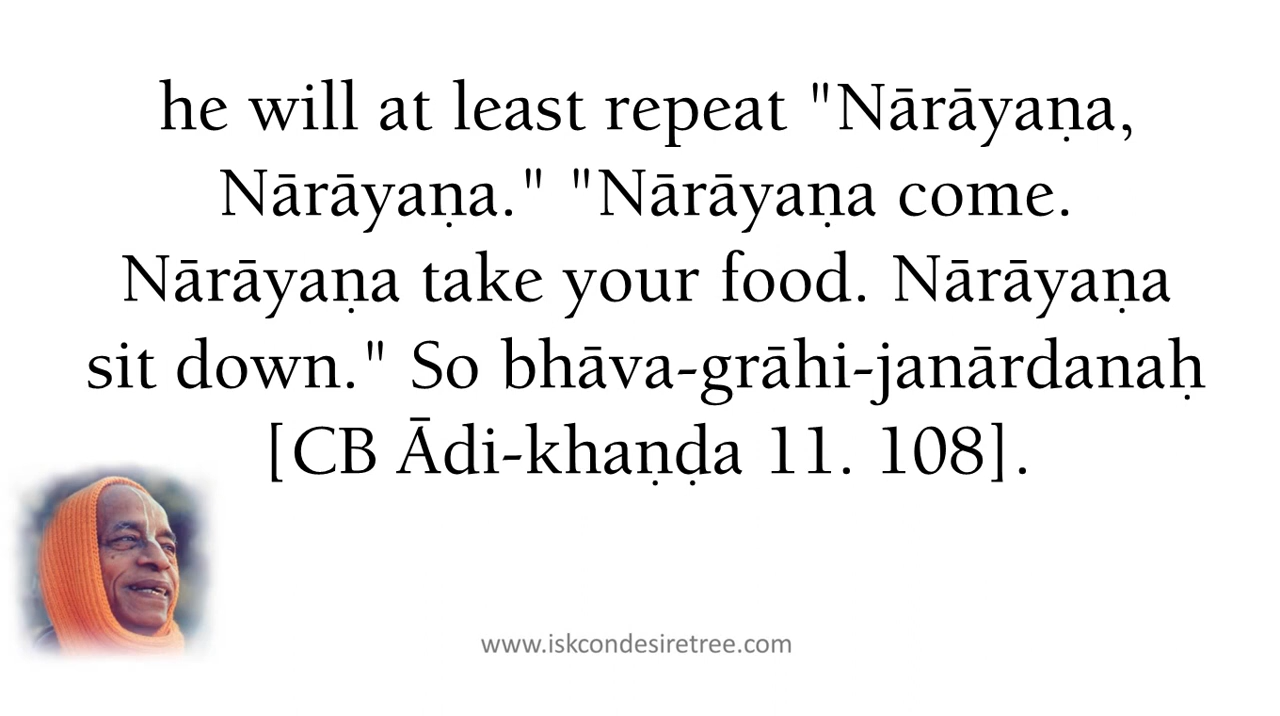 he will at least repeat "Nārāyaṇa,
Nārāyaṇa." "Nārāyaṇa come.
Nārāyaṇa take your food. Nārāyaṇa
sit down." So bhāva-grāhi-janārdanaḥ
[CB Ādi-khaṇḍa 11. 108].
www.iskcondesiretree.com